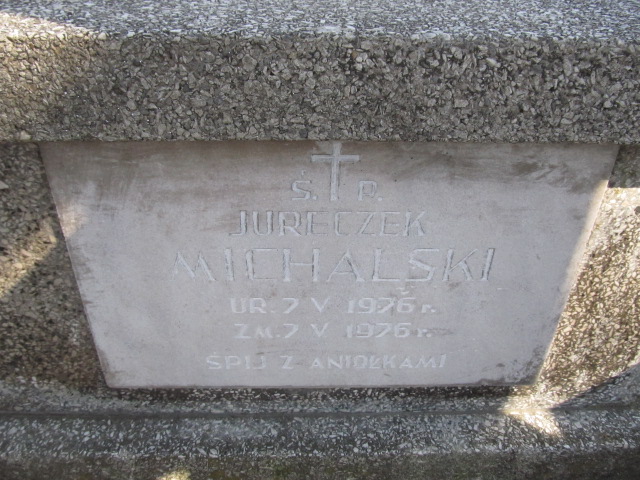 Ś. P.
JURECZEK
MICHALSKI
UR. 7 V 1976 r.
ZM. 7 V 1976 r.
ŚPIJ Z ANIOŁKAMI